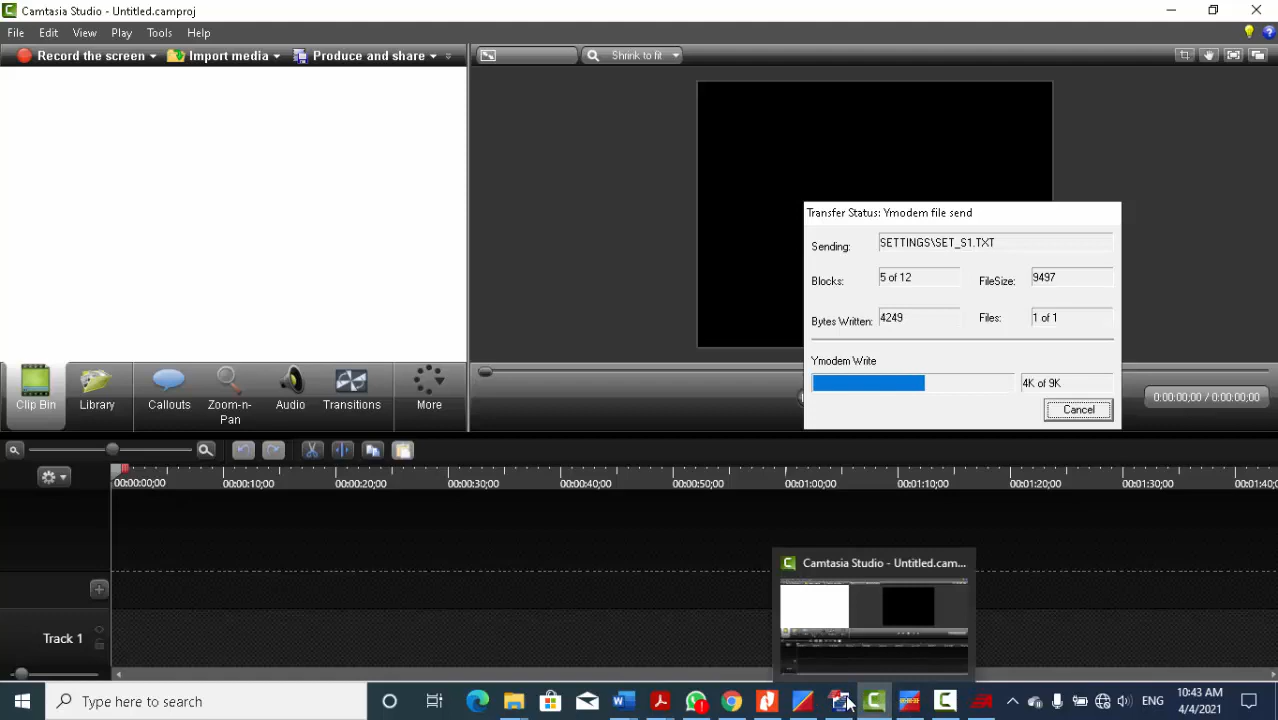 Camtasia Studio - Untitled.camproj
File Edit View Play Tools Help
Record the screen Import media Produce and share
Shrink to fit
Transfer Status: Ymodem file send
Sending: SETTINGS\SET_S1.TXT
Blocks: 5 of 12 FileSize: 9497
Bytes Written: 4249 Files: 1 of 1
Ymodem Write
4K of 9K
Cancel
0:00:00;00 / 0:00:00;00
Clip Bin Library Callouts Zoom-n-Pan Audio Transitions More
00:00:00;00 00:00:10;00 00:00:20;00 00:00:30;00 00:00:40;00 00:00:50;00 00:01:00;00 00:01:10;00 00:01:20;00 00:01:30;00 00:01:40;
Camtasia Studio - Untitled.cam...
Track 1
Type here to search
ENG
10:43 AM
4/4/2021